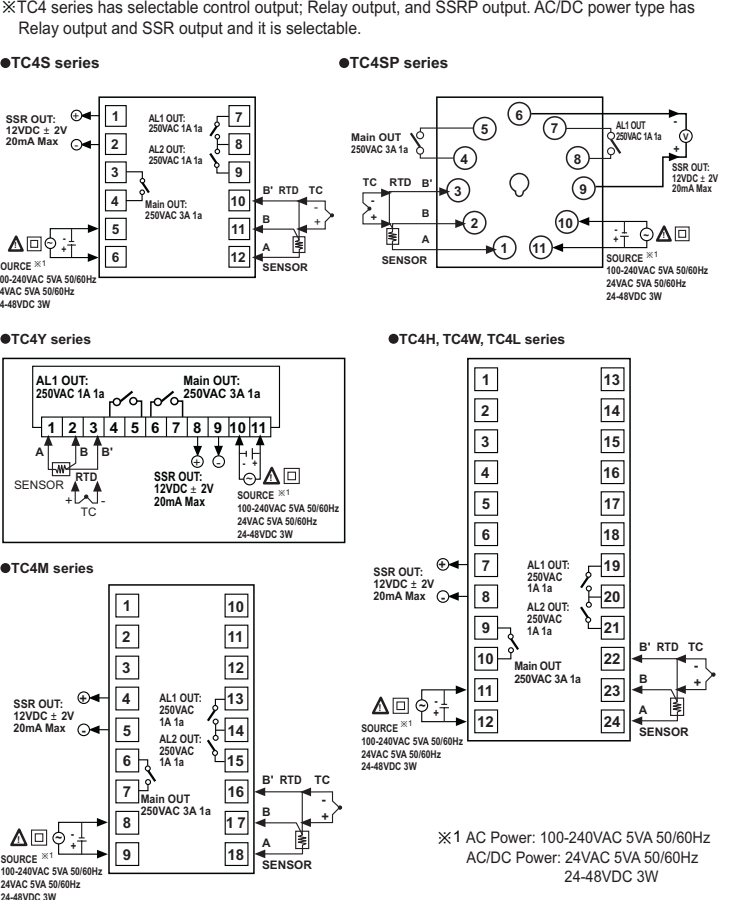 ※TC4 series has selectable control output; Relay output, and SSRP output. AC/DC power type has
Relay output and SSR output and it is selectable.
●TC4S series
SSR OUT:
12VDC ± 2V
20mA Max
+
-
1
2
3
4
5
6
AL1 OUT:
250VAC 1A 1a
AL2 OUT:
250VAC 1A 1a
Main OUT:
250VAC 3A 1a
7
8
9
10
11
12
B' RTD TC
B
A
-
+
SENSOR
- +
OURCE ※1
00-240VAC 5VA 50/60Hz
4VAC 5VA 50/60Hz
4-48VDC 3W
●TC4SP series
Main OUT
250VAC 3A 1a
5
4
6
7
8
AL1 OUT
250VAC 1A 1a
-
V
+
SSR OUT:
12VDC ± 2V
20mA Max
TC RTD B'
B
A
-
+
SENSOR
3
2
1
9
10
11
- +
SOURCE ※1
100-240VAC 5VA 50/60Hz
24VAC 5VA 50/60Hz
24-48VDC 3W
●TC4Y series
AL1 OUT:
250VAC 1A 1a
Main OUT:
250VAC 3A 1a
1 2 3 4 5 6 7 8 9 10 11
A B B'
SENSOR
RTD
+ -
TC
+ -
SSR OUT:
12VDC ± 2V
20mA Max
- +
SOURCE ※1
100-240VAC 5VA 50/60Hz
24VAC 5VA 50/60Hz
24-48VDC 3W
●TC4H, TC4W, TC4L series
1
2
3
4
5
6
7
8
9
10
11
12
13
14
15
16
17
18
19
20
21
22
23
24
SSR OUT:
12VDC ± 2V
20mA Max
+
-
AL1 OUT:
250VAC
1A 1a
AL2 OUT:
250VAC
1A 1a
Main OUT
250VAC 3A 1a
B' RTD TC
B
A
-
+
SENSOR
- +
SOURCE ※1
100-240VAC 5VA 50/60Hz
24VAC 5VA 50/60Hz
24-48VDC 3W
●TC4M series
1
2
3
4
5
6
7
8
9
10
11
12
13
14
15
16
17
18
SSR OUT:
12VDC ± 2V
20mA Max
+
-
AL1 OUT:
250VAC
1A 1a
AL2 OUT:
250VAC
1A 1a
Main OUT
250VAC 3A 1a
B' RTD TC
B
A
-
+
SENSOR
- +
SOURCE ※1
100-240VAC 5VA 50/60Hz
24VAC 5VA 50/60Hz
24-48VDC 3W
※1 AC Power: 100-240VAC 5VA 50/60Hz
AC/DC Power: 24VAC 5VA 50/60Hz
24-48VDC 3W